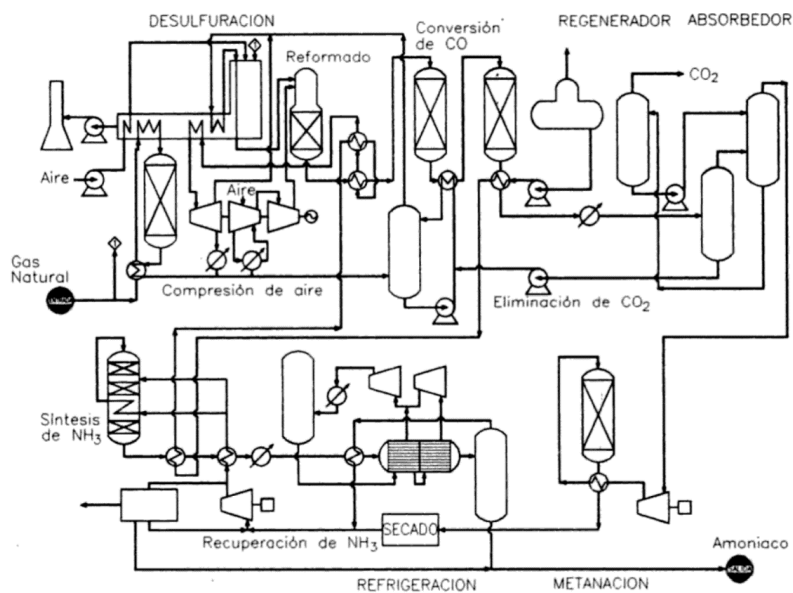 DESULFURACION
Conversión
de CO
REGENERADOR
ABSORBEDOR
Reformado
CO2
Aire
Aire
Gas
Natural
Compresión de aire
Eliminación de CO2
Síntesis
de NH3
SECADO
Recuperación de NH3
Amoniaco
SALIDA
REFRIGERACION
METANACION